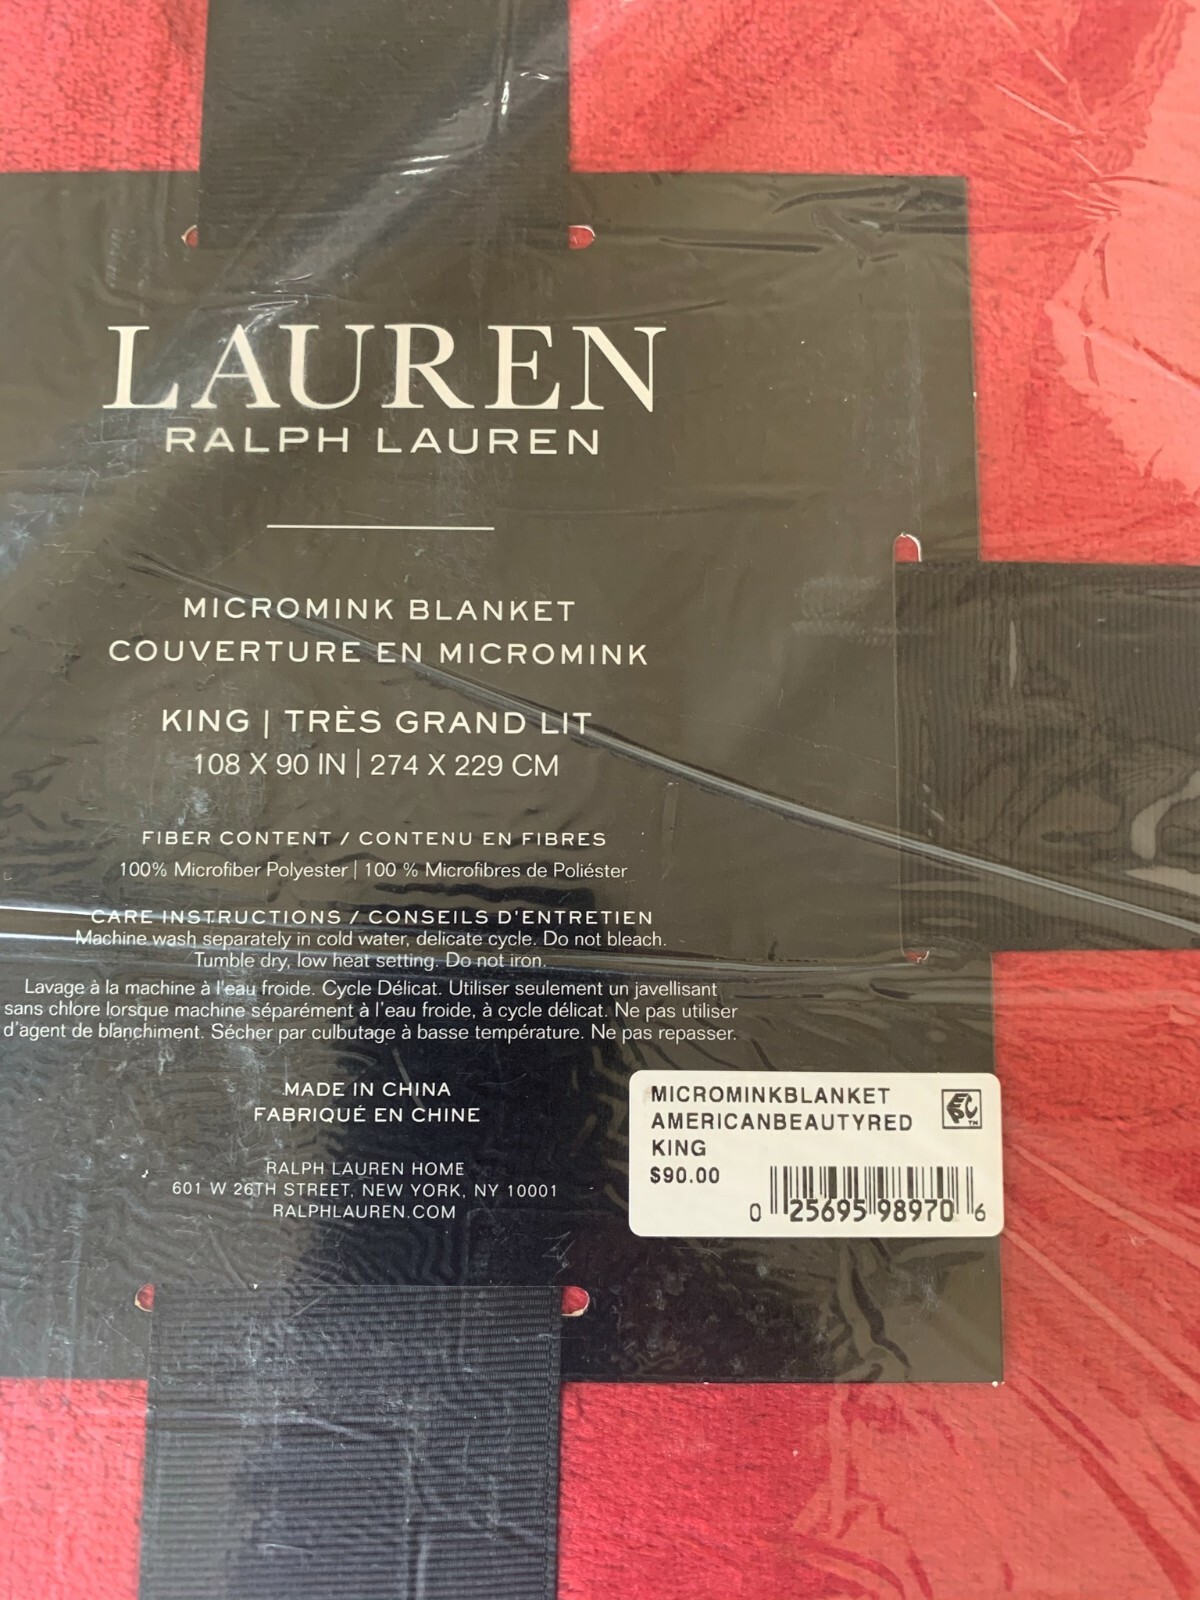 LAUREN
RALPH LAUREN
MICROMINK BLANKET
COUVERTURE EN MICROMINK
KING | TRÈS GRAND LIT
108 X 90 IN | 274 X 229 CM
FIBER CONTENT / CONTENU EN FIBRES
100% Microfiber Polyester | 100 % Microfibres de Poliéster
CARE INSTRUCTIONS / CONSEILS D'ENTRETIEN
Machine wash separately in cold water, delicate cycle. Do not bleach.
Tumble dry, low heat setting. Do not iron.
Lavage à la machine à l'eau froide. Cycle Délicat. Utiliser seulement un javellisant
sans chlore lorsque machine séparément à l'eau froide, à cycle délicat. Ne pas utiliser
d'agent de blanchiment. Sécher par culbutage à basse température. Ne pas repasser.
MADE IN CHINA
FABRIQUÉ EN CHINE
RALPH LAUREN HOME
601 W 26TH STREET, NEW YORK, NY 10001
RALPHLAUREN.COM
MICROMINKBLANKET
AMERICANBEAUTYRED
KING
$90.00
0 25695 98970 6